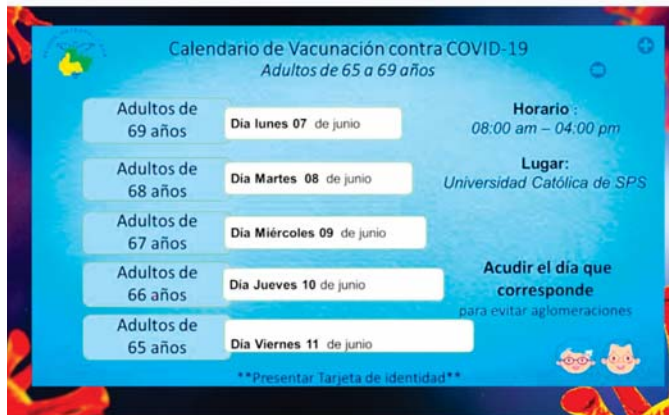 Calendario de Vacunación contra COVID-19
Adultos de 65 a 69 años
Adultos de
69 años
Día lunes 07 de junio
Adultos de
68 años
Día Martes 08 de junio
Adultos de
67 años
Día Miércoles 09 de junio
Adultos de
66 años
Día Jueves 10 de junio
Adultos de
65 años
Día Viernes 11 de junio
Horario :
08:00 am – 04:00 pm
Lugar:
Universidad Católica de SPS
Acudir el día que
corresponde
para evitar aglomeraciones
**Presentar Tarjeta de identidad**